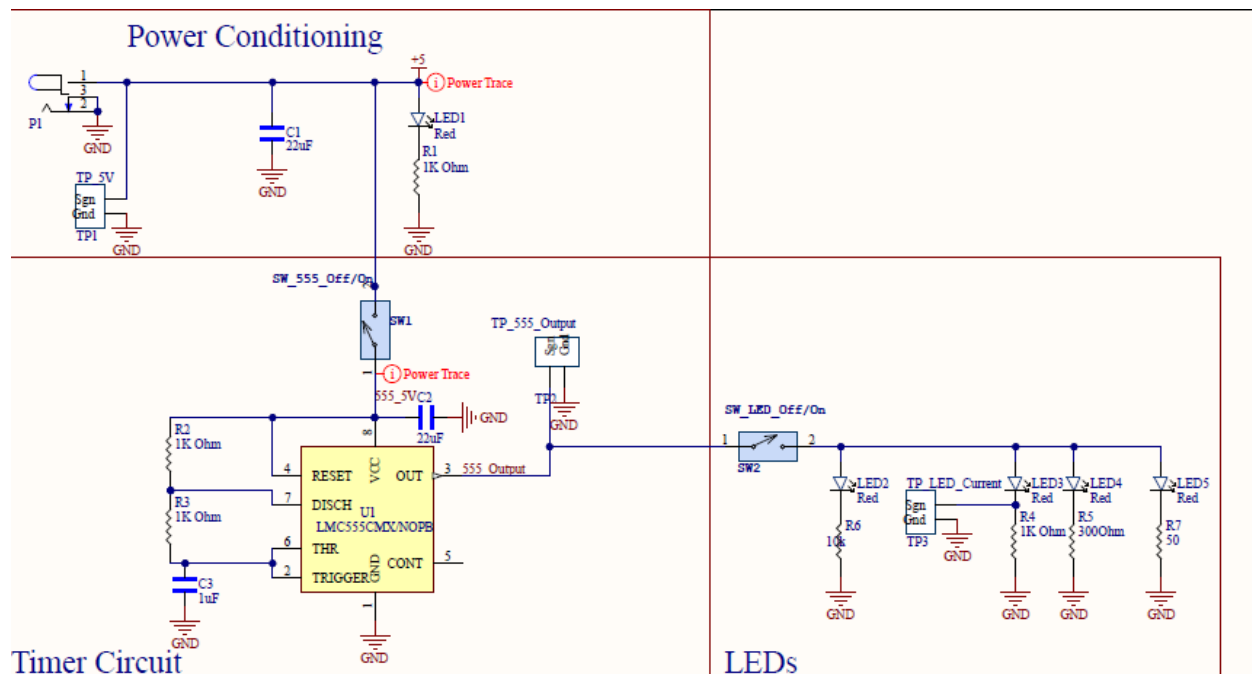 Power Conditioning
+5
i Power Trace
1
3
2
P1
GND
LED1
Red
C1
22uF
GND
R1
1K Ohm
GND
TP_5V
Sgn
Gnd
TP1
GND
SW_555_Off/On
2
SW1
1
i Power Trace
555_5V
C2
22uF
GND
TP_555_Output
Sgn
Gnd
TP2
GND
R2
1K Ohm
R3
1K Ohm
C3
1uF
GND
8
4
RESET
VCC
OUT
3
555_Output
7
DISCH
U1
LMC555CMX/NOPB
6
THR
2
TRIGGER
GND
CONT
5
1
GND
Timer Circuit
SW_LED_Off/On
1
2
SW2
LED2
Red
R6
10k
GND
TP_LED_Current
Sgn
Gnd
TP3
GND
LED3
Red
R4
1K Ohm
GND
LED4
Red
R5
300Ohm
GND
LED5
Red
R7
50
GND
LEDs